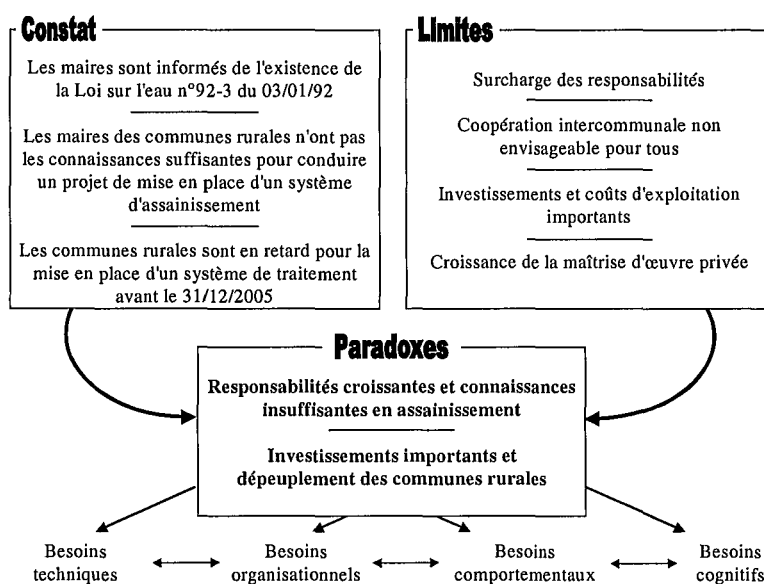 Constat
Les maires sont informés de l'existence de
la Loi sur l'eau n°92-3 du 03/01/92
Les maires des communes rurales n'ont pas
les connaissances suffisantes pour conduire
un projet de mise en place d'un système
d'assainissement
Les communes rurales sont en retard pour la
mise en place d'un système de traitement
avant le 31/12/2005
Limites
Surcharge des responsabilités
Coopération intercommunale non
envisageable pour tous
Investissements et coûts d'exploitation
importants
Croissance de la maîtrise d'œuvre privée
Paradoxes
Responsabilités croissantes et connaissances
insuffisantes en assainissement
Investissements importants et
dépeuplement des communes rurales
Besoins
techniques
Besoins
organisationnels
Besoins
comportementaux
Besoins
cognitifs